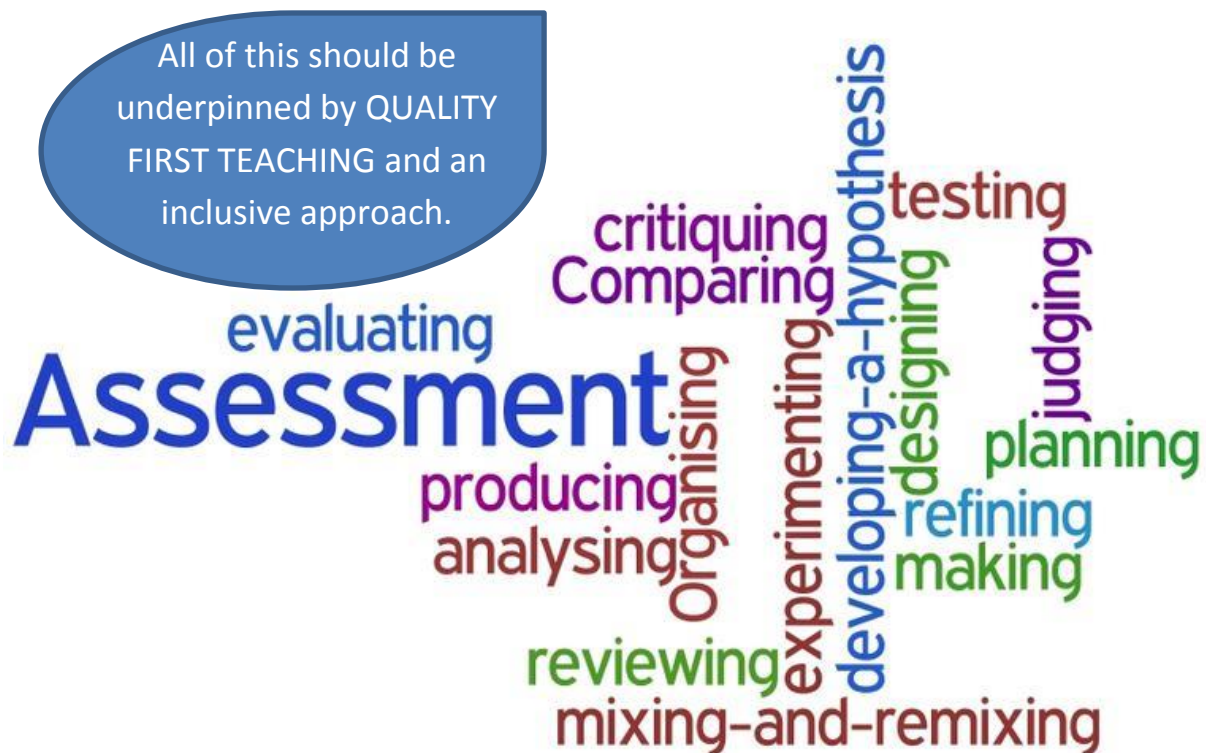 All of this should be
underpinned by QUALITY
FIRST TEACHING and an
inclusive approach.
developing-a-hypothesis
testing
critiquing
Comparing
designing
judging
evaluating
Assessment
Organising
experimenting
planning
producing
refining
analysing
making
reviewing
mixing-and-remixing